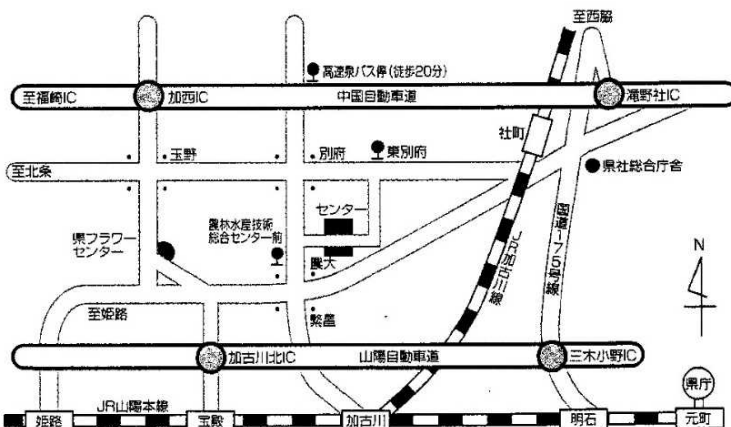 至西脇
高速泉バス停(徒歩20分)
至福崎IC
加西IC
中国自動車道
滝野社IC
社町
玉野
別府
東別府
至北条
県社総合庁舎
センター
農林水産技術
総合センター前
県フラワー
センター
農大
国道175号線
JR加古川線
N
至姫路
繁昌
加古川北IC
山陽自動車道
三木小野IC
県庁
JR山陽本線
姫路
宝殿
加古川
明石
元町